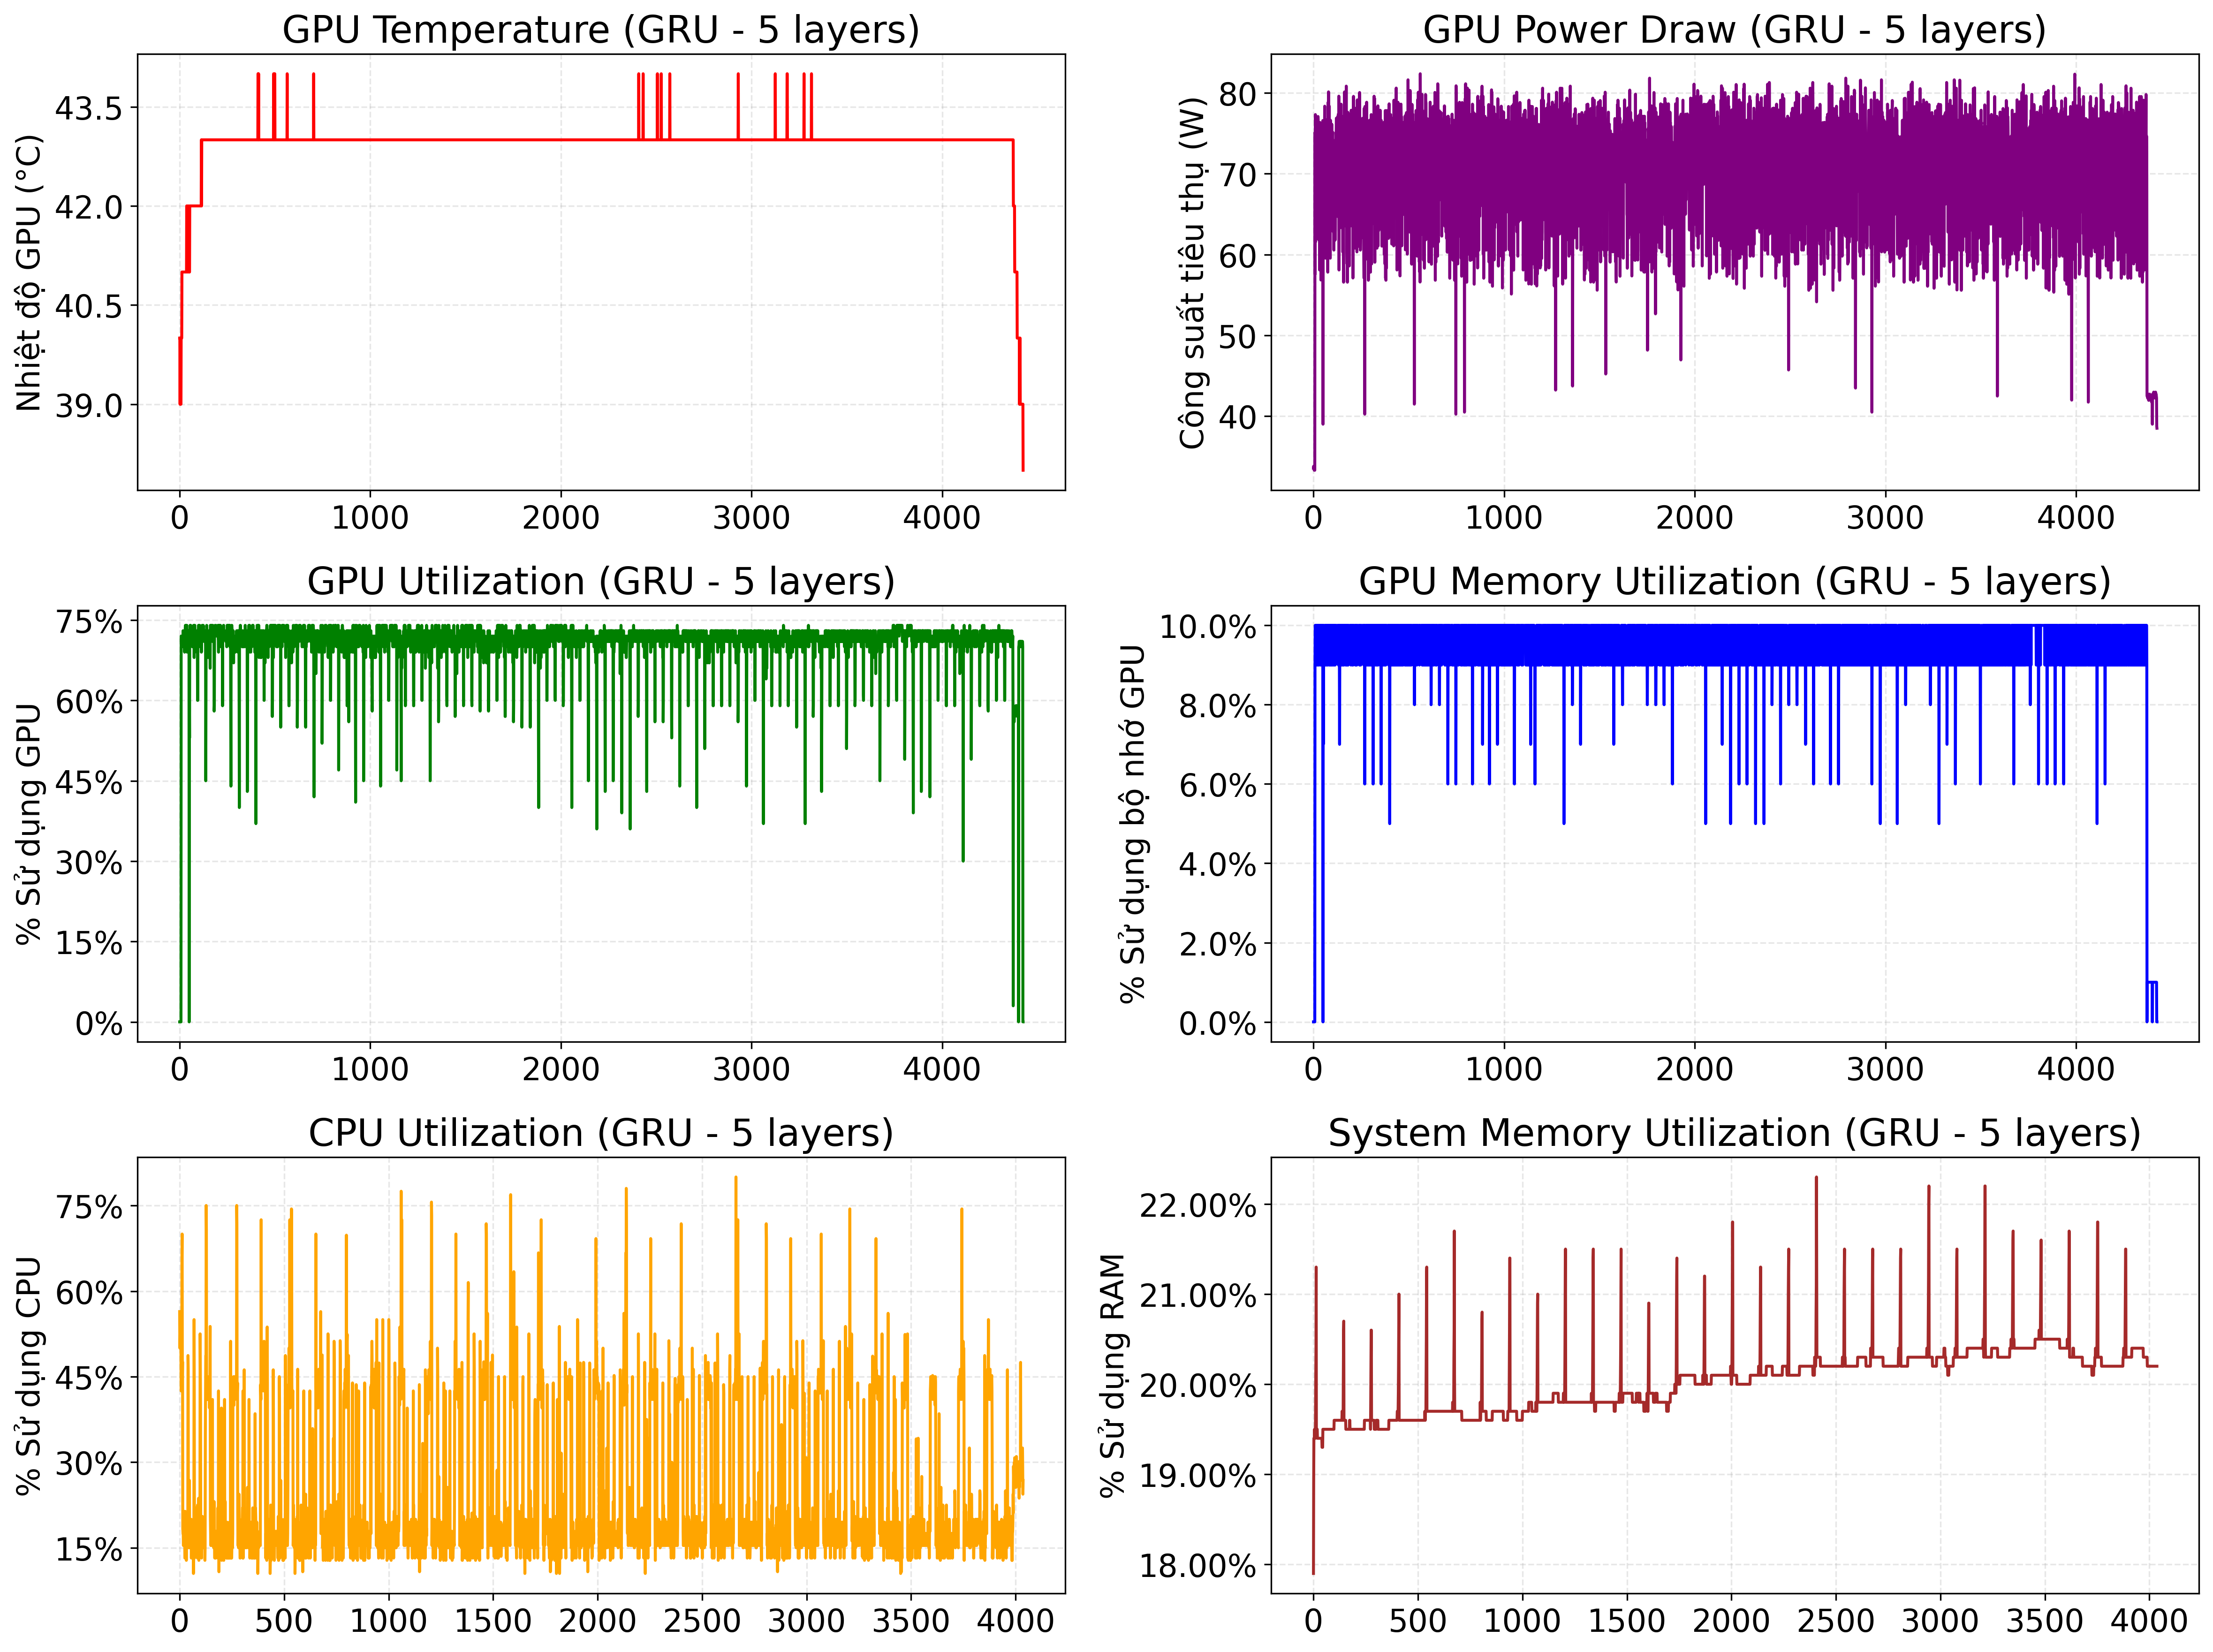 GPU Temperature (GRU - 5 layers)
Nhiệt độ GPU (°C)
43.5
42.0
40.5
39.0
0 1000 2000 3000 4000
GPU Power Draw (GRU - 5 layers)
Công suất tiêu thụ (W)
80
70
60
50
40
0 1000 2000 3000 4000
GPU Utilization (GRU - 5 layers)
% Sử dụng GPU
75%
60%
45%
30%
15%
0%
0 1000 2000 3000 4000
GPU Memory Utilization (GRU - 5 layers)
% Sử dụng bộ nhớ GPU
10.0%
8.0%
6.0%
4.0%
2.0%
0.0%
0 1000 2000 3000 4000
CPU Utilization (GRU - 5 layers)
% Sử dụng CPU
75%
60%
45%
30%
15%
0 500 1000 1500 2000 2500 3000 3500 4000
System Memory Utilization (GRU - 5 layers)
% Sử dụng RAM
22.00%
21.00%
20.00%
19.00%
18.00%
0 500 1000 1500 2000 2500 3000 3500 4000